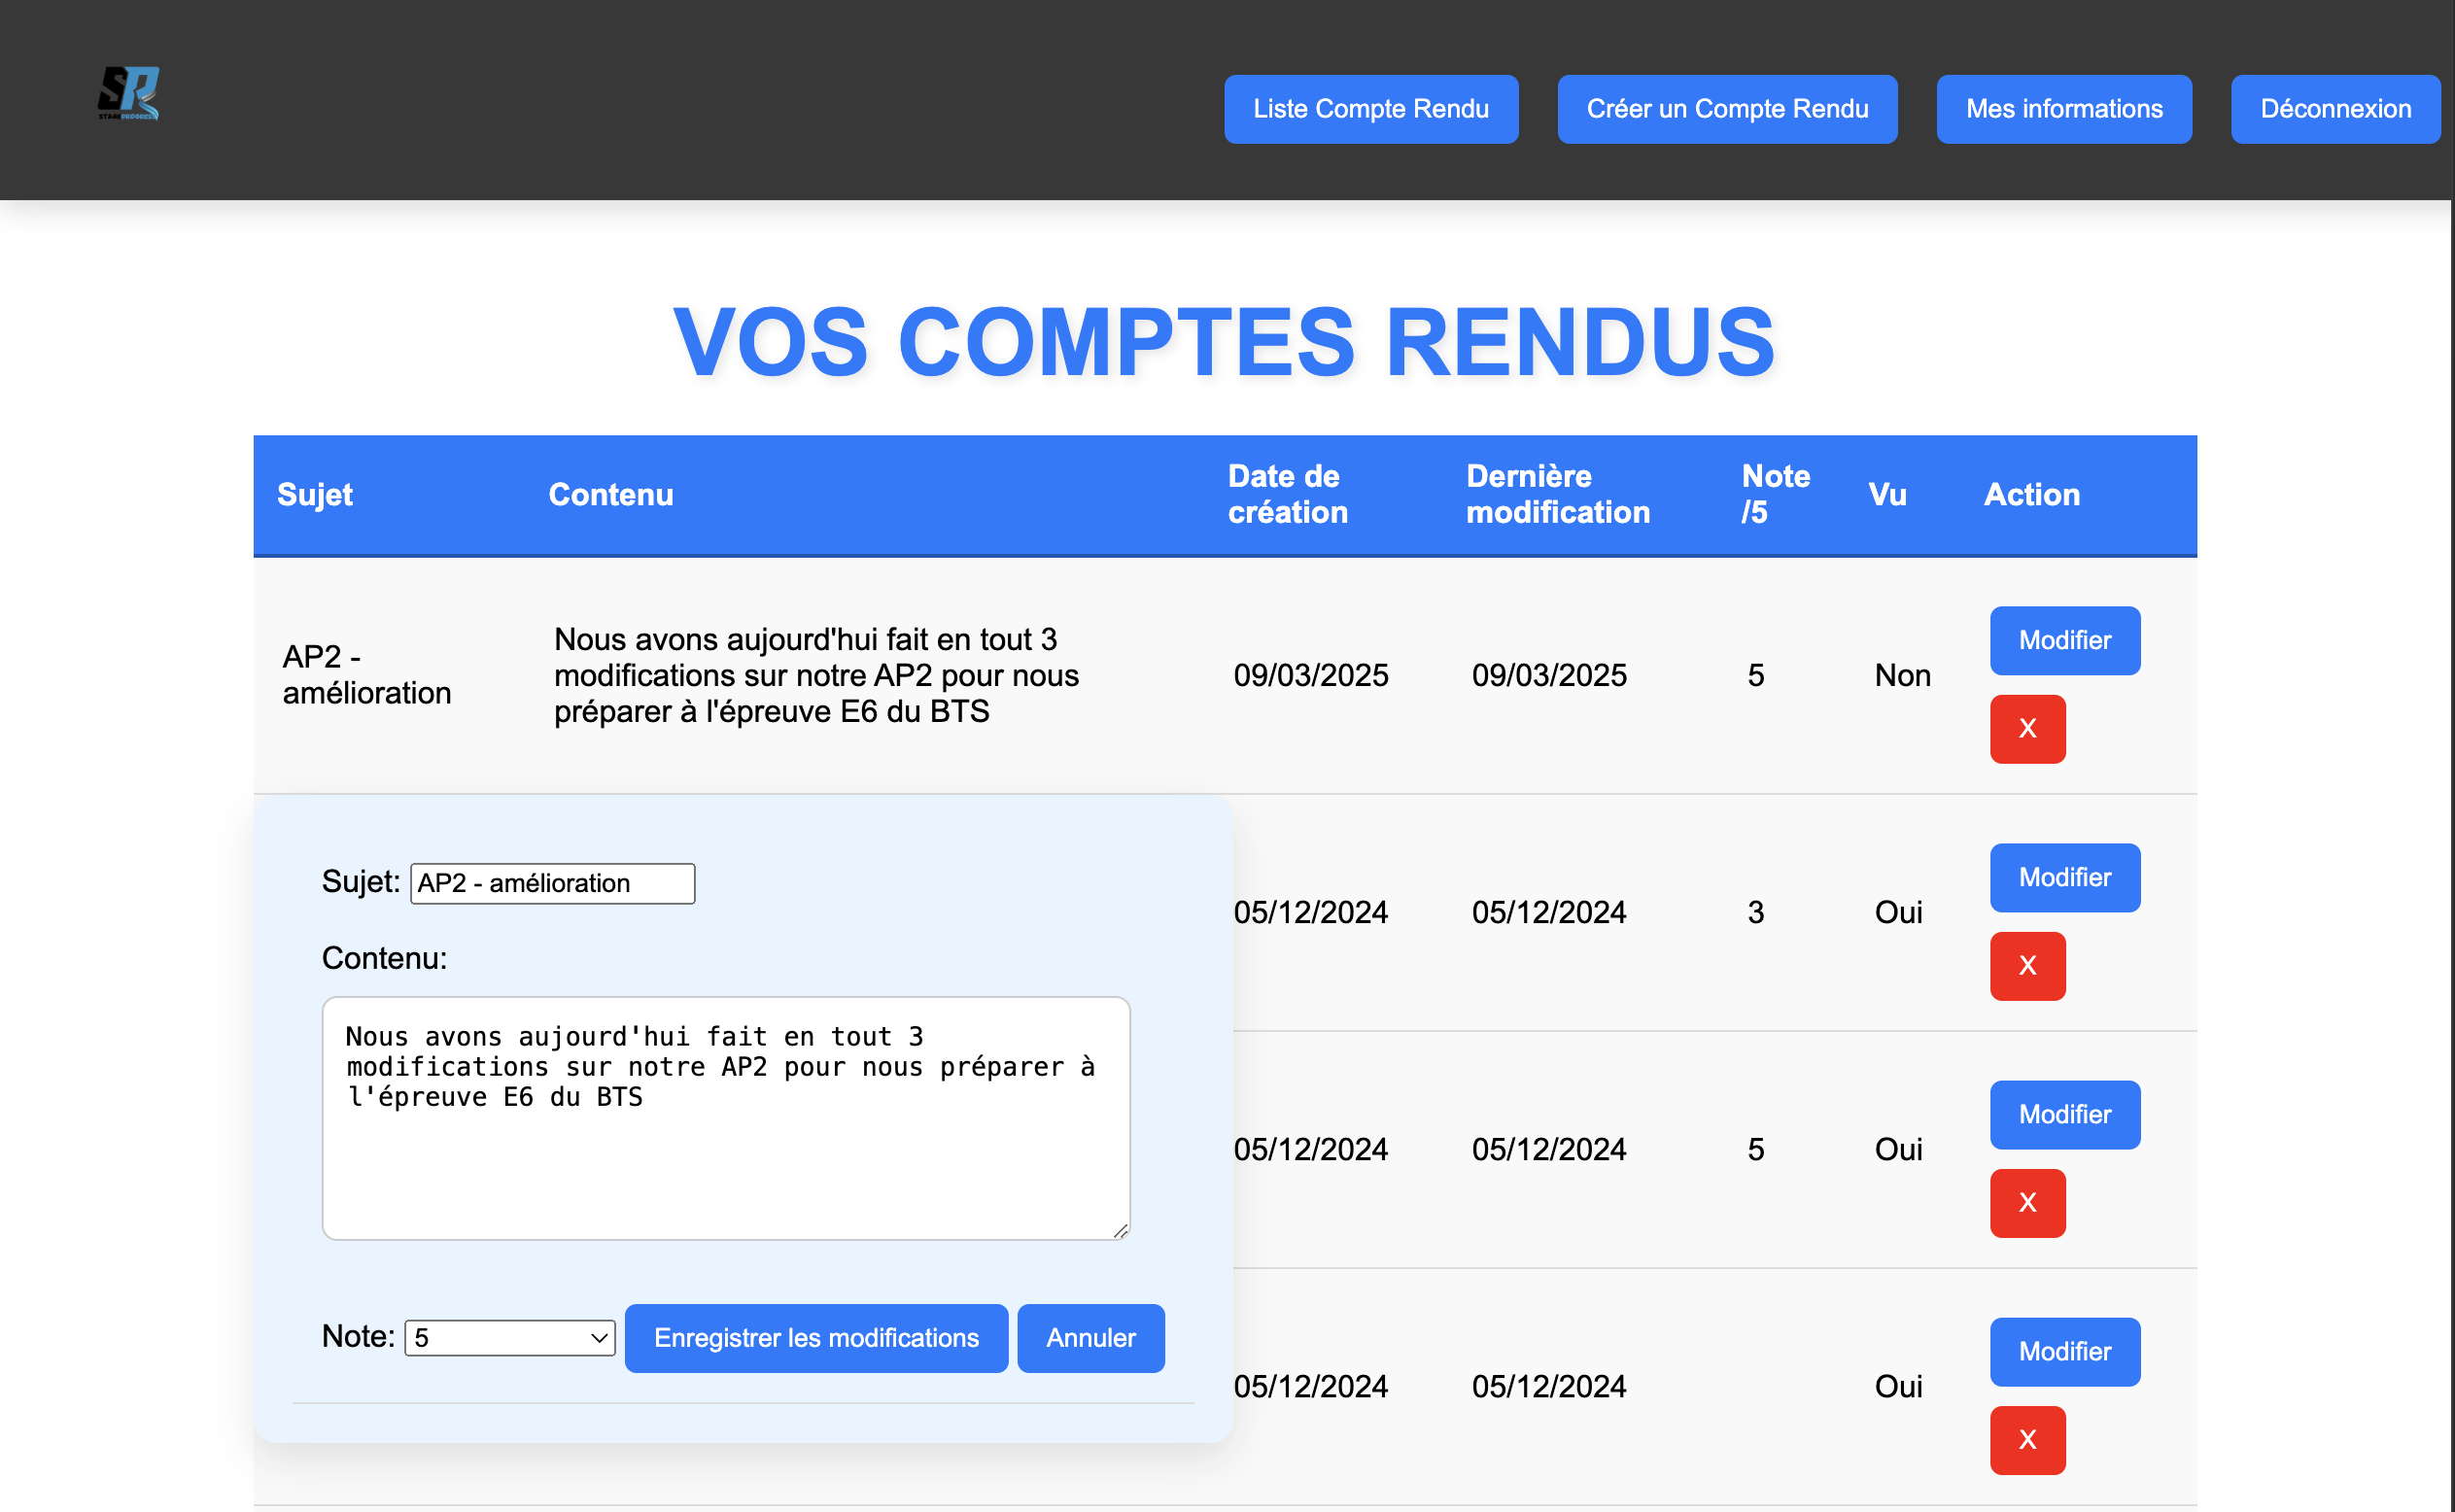 SP
STAGEPROGRESS
Liste Compte Rendu
Créer un Compte Rendu
Mes informations
Déconnexion
VOS COMPTES RENDUS
Sujet
Contenu
Date de
création
Dernière
modification
Note
/5
Vu
Action
AP2 -
amélioration
Nous avons aujourd'hui fait en tout 3
modifications sur notre AP2 pour nous
préparer à l'épreuve E6 du BTS
09/03/2025
09/03/2025
5
Non
Modifier
X
Sujet: AP2 - amélioration
Contenu:
Nous avons aujourd'hui fait en tout 3
modifications sur notre AP2 pour nous préparer à
l'épreuve E6 du BTS
Note: 5
Enregistrer les modifications
Annuler
05/12/2024
05/12/2024
3
Oui
Modifier
X
05/12/2024
05/12/2024
5
Oui
Modifier
X
05/12/2024
05/12/2024
Oui
Modifier
X